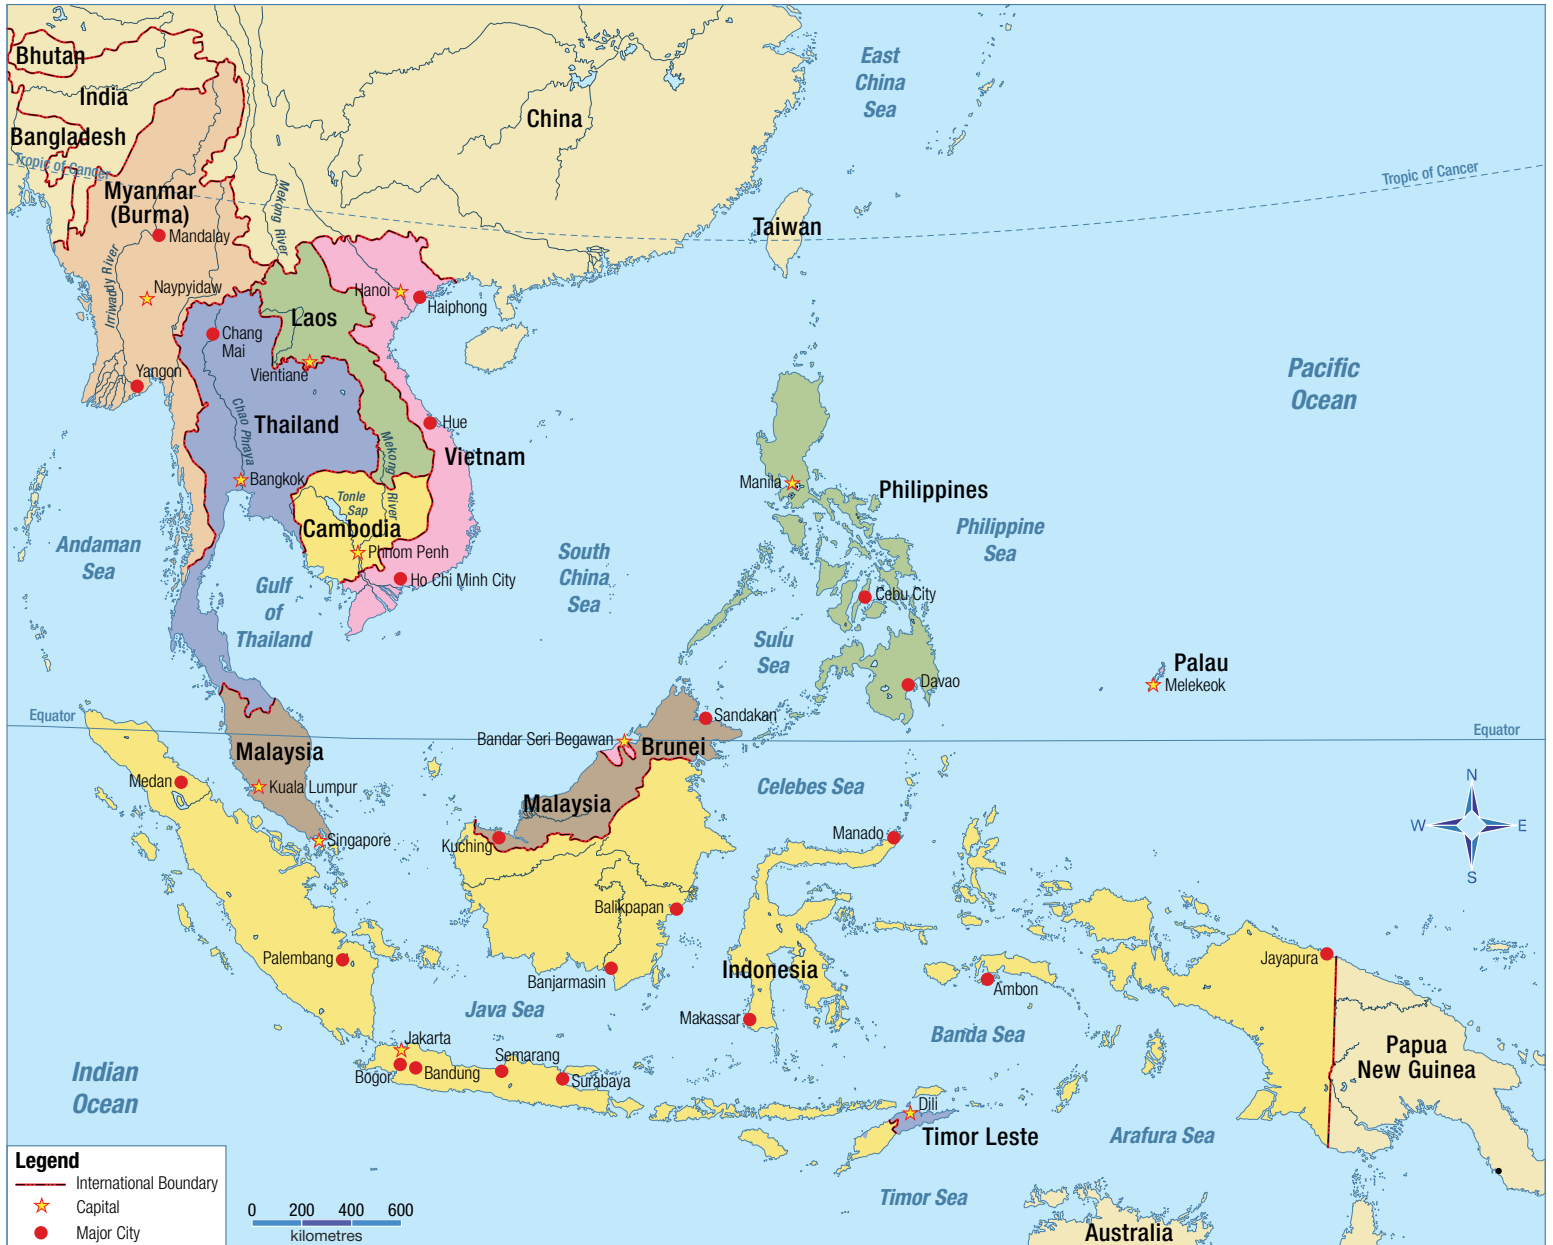 East
China
Sea
Bhutan
India
China
Bangladesh
Tropic of Cancer
Tropic of Cancer
Myanmar
(Burma)
Mekong River
Taiwan
Mandalay
Irriwady River
Naypyidaw
Hanoi
Haiphong
Laos
Chang
Mai
Vientiane
Yangon
Pacific
Ocean
Chao Phraya
Thailand
Hue
Mekong
River
Vietnam
Bangkok
Manila
Philippines
Tonle
Sap
Cambodia
Philippine
Sea
Andaman
Sea
Phnom Penh
South
China
Sea
Ho Chi Minh City
Gulf
of
Thailand
Cebu City
Sulu
Sea
Palau
Melekeok
Davao
Equator
Sandakan
Equator
Bandar Seri Begawan
Brunei
Malaysia
Medan
Kuala Lumpur
Celebes Sea
Malaysia
N
W
E
S
Singapore
Kuching
Manado
Balikpapan
Palembang
Banjarmasin
Indonesia
Ambon
Jayapura
Java Sea
Makassar
Banda Sea
Jakarta
Bogor
Bandung
Semarang
Surabaya
Papua
New Guinea
Indian
Ocean
Dili
Timor Leste
Arafura Sea
Timor Sea
Australia
Legend
International Boundary
Capital
Major City
0 200 400 600
kilometres